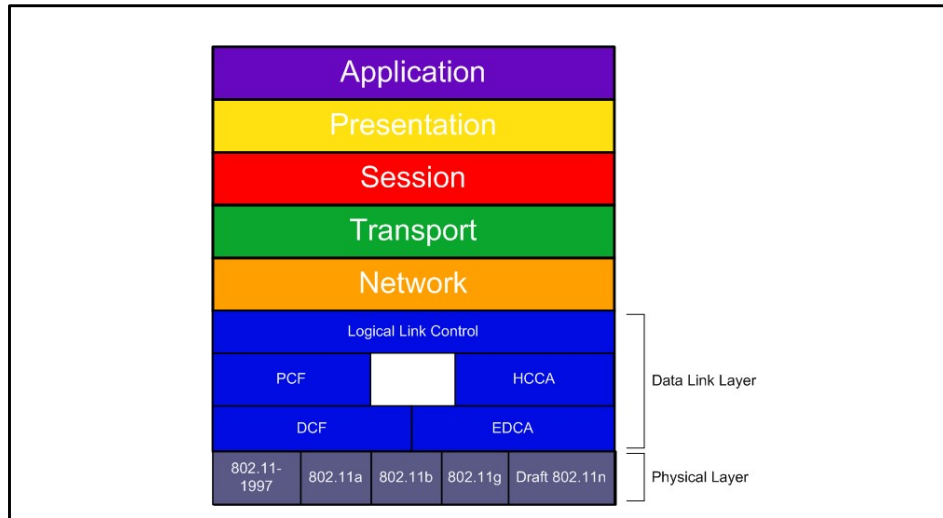 Application
Presentation
Session
Transport
Network
Logical Link Control
PCF
HCCA
Data Link Layer
DCF
EDCA
802.11-
1997
802.11a
802.11b
802.11g
Draft 802.11n
Physical Layer